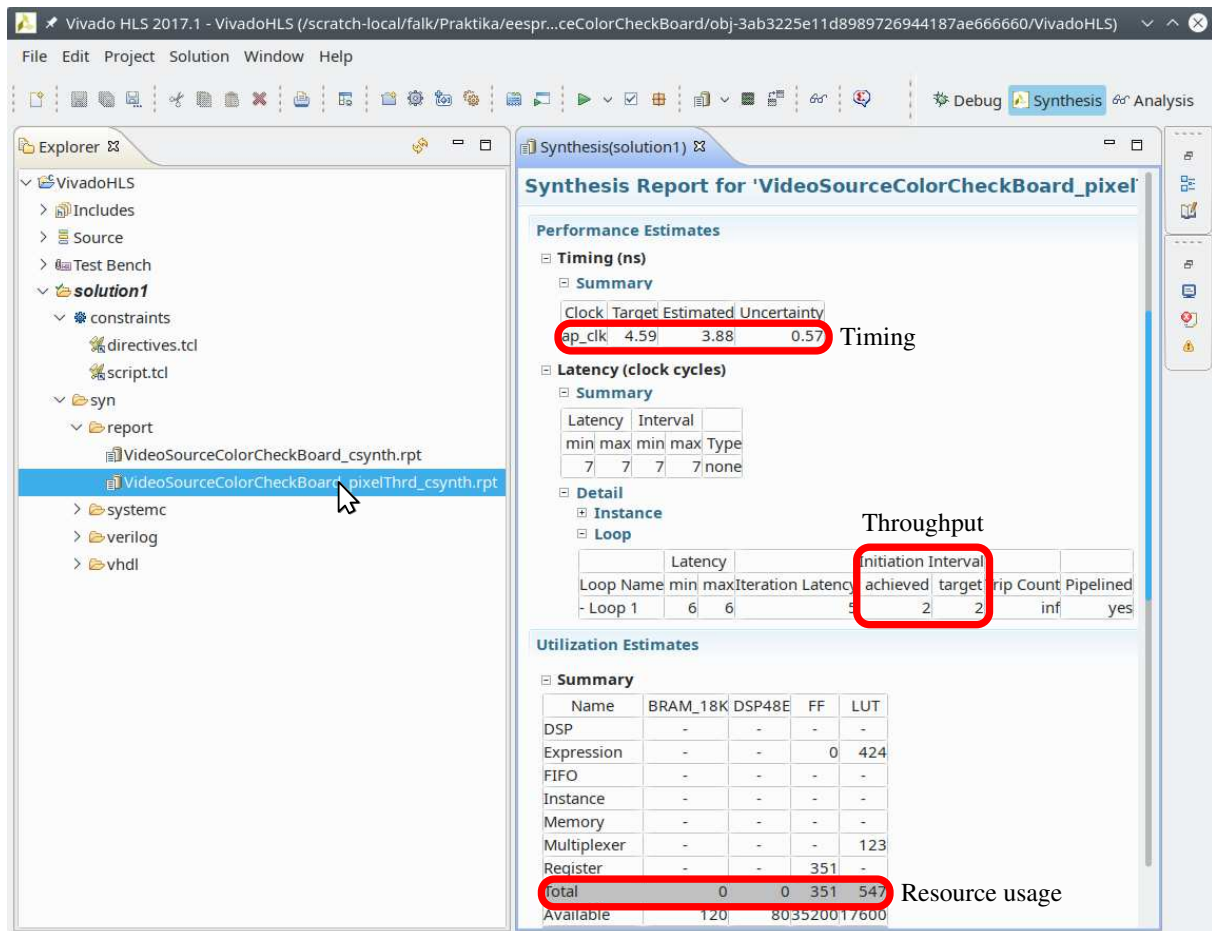 Vivado HLS 2017.1 - VivadoHLS (/scratch-local/falk/Praktika/eespr...ceColorCheckBoard/obj-3ab3225e11d8989726944187ae666660/VivadoHLS)
File Edit Project Solution Window Help
Debug Synthesis Analysis
Explorer
Synthesis(solution1)
VivadoHLS
Includes
Source
Test Bench
solution1
constraints
directives.tcl
script.tcl
syn
report
VideoSourceColorCheckBoard_csynth.rpt
VideoSourceColorCheckBoard_pixelThrd_csynth.rpt
systemc
verilog
vhdl
Synthesis Report for 'VideoSourceColorCheckBoard_pixel
Performance Estimates
Timing (ns)
Summary
Clock Target Estimated Uncertainty
ap_clk 4.59 3.88 0.57
Timing
Latency (clock cycles)
Summary
Latency Interval
min max min max Type
7 7 7 7 none
Detail
Instance
Throughput
Loop
Latency Initiation Interval
Loop Name min max Iteration Latency achieved target Trip Count Pipelined
- Loop 1 6 6 5 2 2 inf yes
Utilization Estimates
Summary
Name BRAM_18K DSP48E FF LUT
DSP - - - -
Expression - - 0 424
FIFO - - - -
Instance - - - -
Memory - - - -
Multiplexer - - - 123
Register - - 351 -
Total 0 0 351 547
Resource usage
Available 120 80 35200 17600